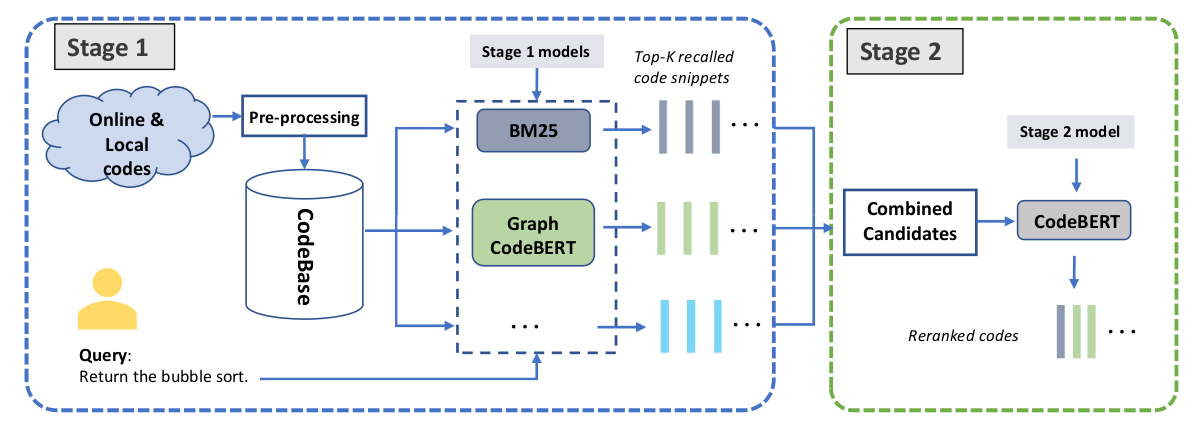 Stage 1
Stage 1 models
Top-K recalled
code snippets
Online &
Local
codes
Pre-processing
BM25
...
CodeBase
Graph
CodeBERT
...
...
...
Query:
Return the bubble sort.
Stage 2
Stage 2 model
Combined
Candidates
CodeBERT
Reranked codes
...